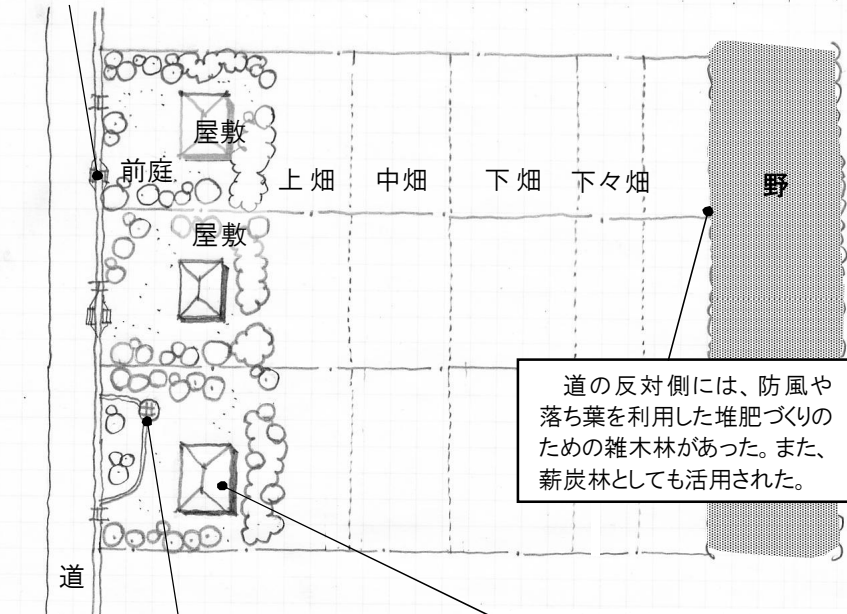 屋敷
前庭
上畑 中畑 下畑 下々畑 野
屋敷
道の反対側には、防風や
落ち葉を利用した堆肥づくりの
ための雑木林があった。また、
薪炭林としても活用された。
道